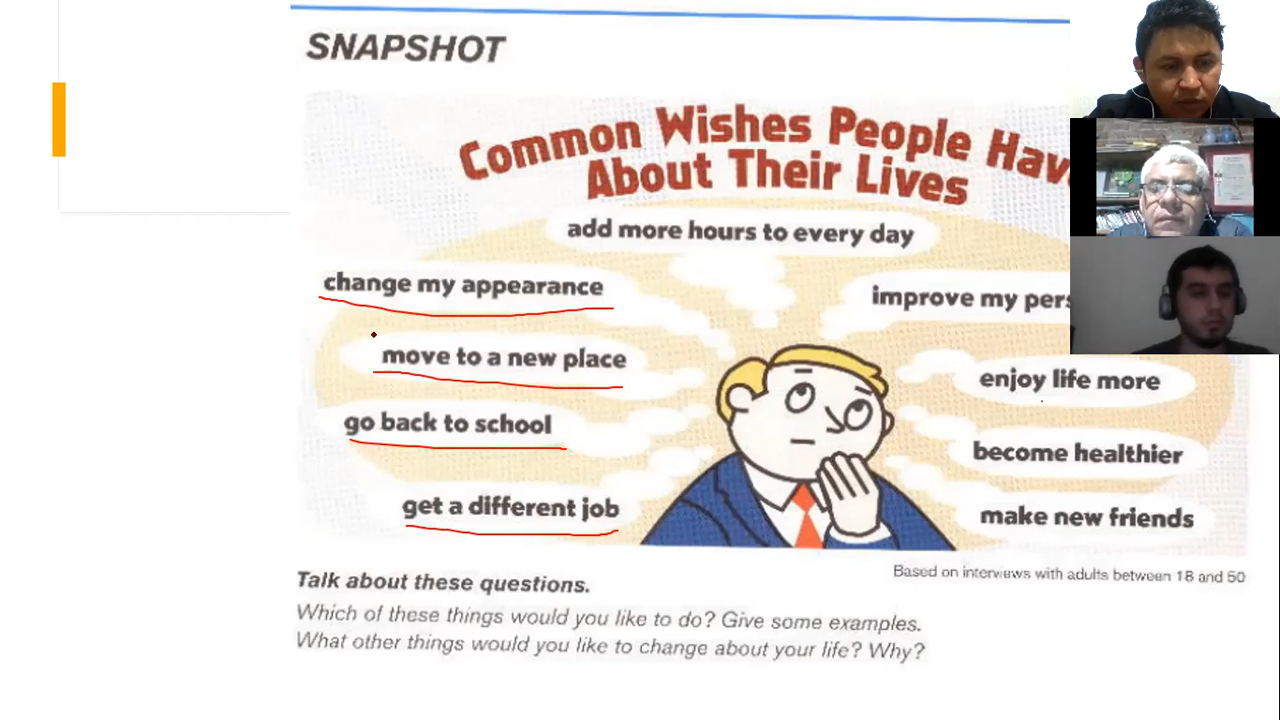 SNAPSHOT
Common Wishes People Have
About Their Lives
add more hours to every day
change my appearance
improve my pers
move to a new place
enjoy life more
go back to school
become healthier
get a different job
make new friends
Based on interviews with adults between 18 and 50
Talk about these questions.
Which of these things would you like to do? Give some examples.
What other things would you like to change about your life? Why?